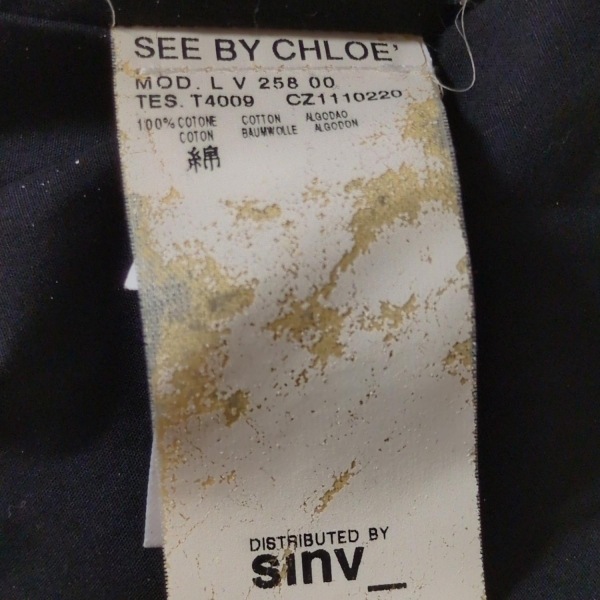 SEE BY CHLOE'
MOD. L V 258 00
TES. T4009 CZ1110220
100% COTONE COTTON ALGODAO
COTON BAUMWOLLE ALGODON
綿
DISTRIBUTED BY
sinv_